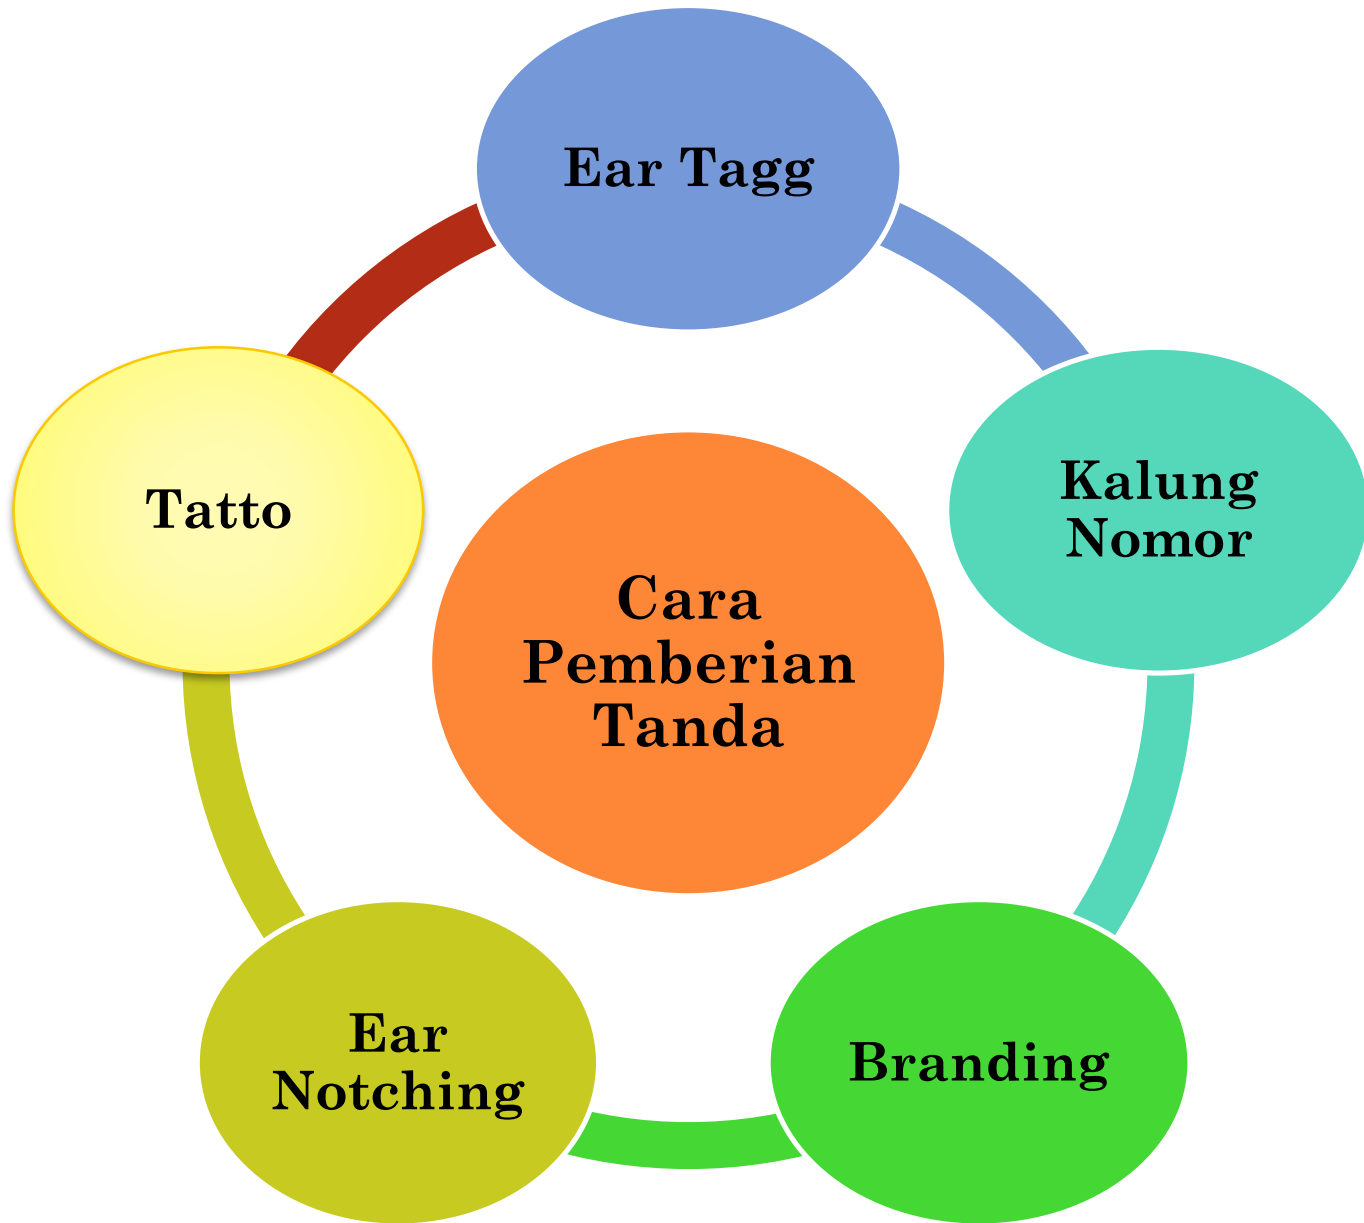 Ear Tagg
Kalung
Nomor
Tatto
Cara
Pemberian
Tanda
Ear
Notching
Branding